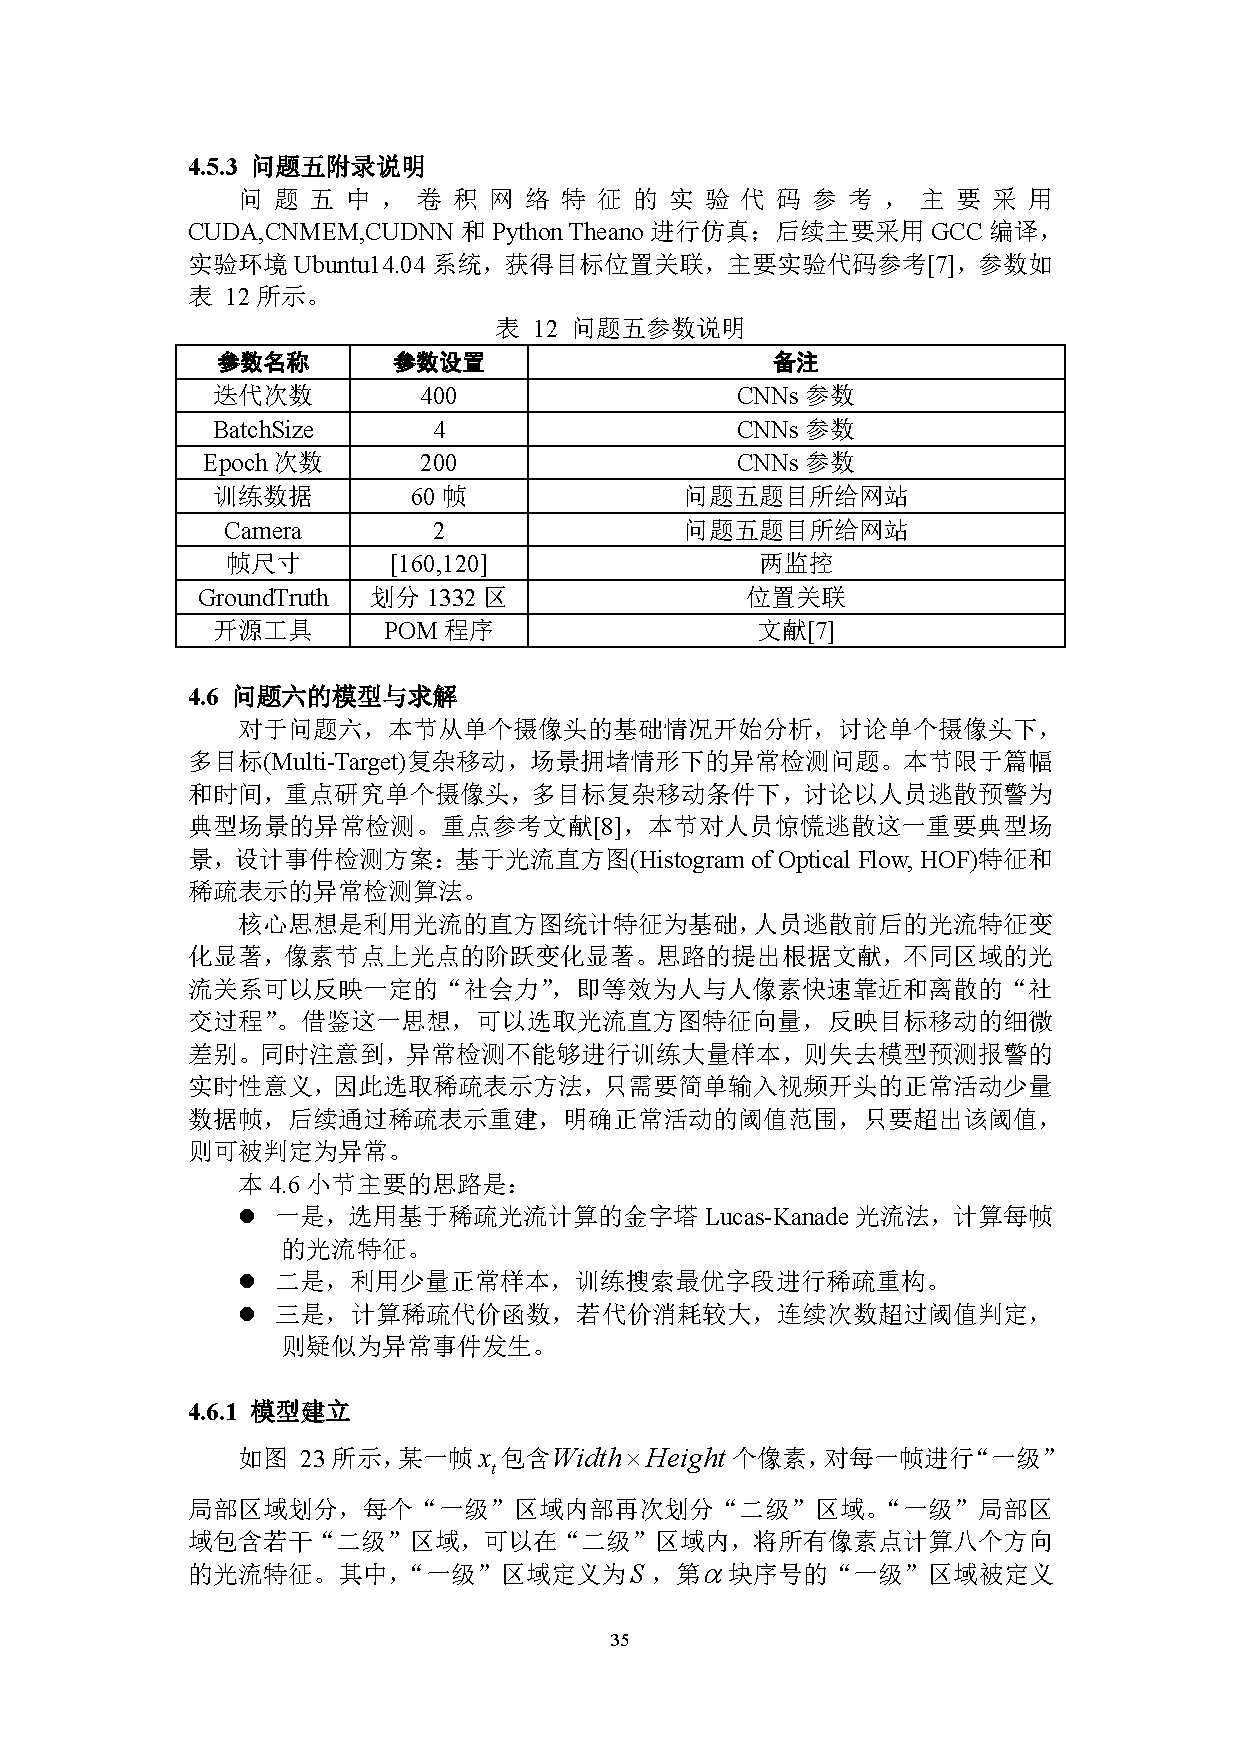 4.5.3 问题五附录说明
问题五中，卷积网络特征的实验代码参考，主要采用
CUDA,CNMEM,CUDNN 和 Python Theano 进行仿真；后续主要采用 GCC 编译，
实验环境 Ubuntu14.04 系统，获得目标位置关联，主要实验代码参考[7]，参数如
表 12 所示。
表 12 问题五参数说明
参数名称 参数设置 备注
迭代次数 400 CNNs 参数
BatchSize 4 CNNs 参数
Epoch 次数 200 CNNs 参数
训练数据 60 帧 问题五题目所给网站
Camera 2 问题五题目所给网站
帧尺寸 [160,120] 两监控
GroundTruth 划分 1332 区 位置关联
开源工具 POM 程序 文献[7]
4.6 问题六的模型与求解
对于问题六，本节从单个摄像头的基础情况开始分析，讨论单个摄像头下，
多目标(Multi-Target)复杂移动，场景拥堵情形下的异常检测问题。本节限于篇幅
和时间，重点研究单个摄像头，多目标复杂移动条件下，讨论以人员逃散预警为
典型场景的异常检测。重点参考文献[8]，本节对人员惊慌逃散这一重要典型场
景，设计事件检测方案：基于光流直方图(Histogram of Optical Flow, HOF)特征和
稀疏表示的异常检测算法。
核心思想是利用光流的直方图统计特征为基础，人员逃散前后的光流特征变
化显著，像素节点上光点的阶跃变化显著。思路的提出根据文献，不同区域的光
流关系可以反映一定的“社会力”，即等效为人与人像素快速靠近和离散的“社
交过程”。借鉴这一思想，可以选取光流直方图特征向量，反映目标移动的细微
差别。同时注意到，异常检测不能够进行训练大量样本，则失去模型预测报警的
实时性意义，因此选取稀疏表示方法，只需要简单输入视频开头的正常活动少量
数据帧，后续通过稀疏表示重建，明确正常活动的阈值范围，只要超出该阈值，
则可被判定为异常。
本 4.6 小节主要的思路是：
● 一是，选用基于稀疏光流计算的金字塔 Lucas-Kanade 光流法，计算每帧
的光流特征。
● 二是，利用少量正常样本，训练搜索最优字段进行稀疏重构。
● 三是，计算稀疏代价函数，若代价消耗较大，连续次数超过阈值判定，
则疑似为异常事件发生。
4.6.1 模型建立
如图 23 所示，某一帧 x_t 包含 Width × Height 个像素，对每一帧进行“一级”
局部区域划分，每个“一级”区域内部再次划分“二级”区域。“一级”局部区
域包含若干“二级”区域，可以在“二级”区域内，将所有像素点计算八个方向
的光流特征。其中，“一级”区域定义为 S ，第 α 块序号的“一级”区域被定义
35